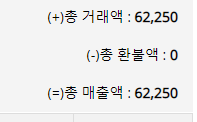 (+)총 거래액 : 62,250
(-)총 환불액 : 0
(=)총 매출액 : 62,250